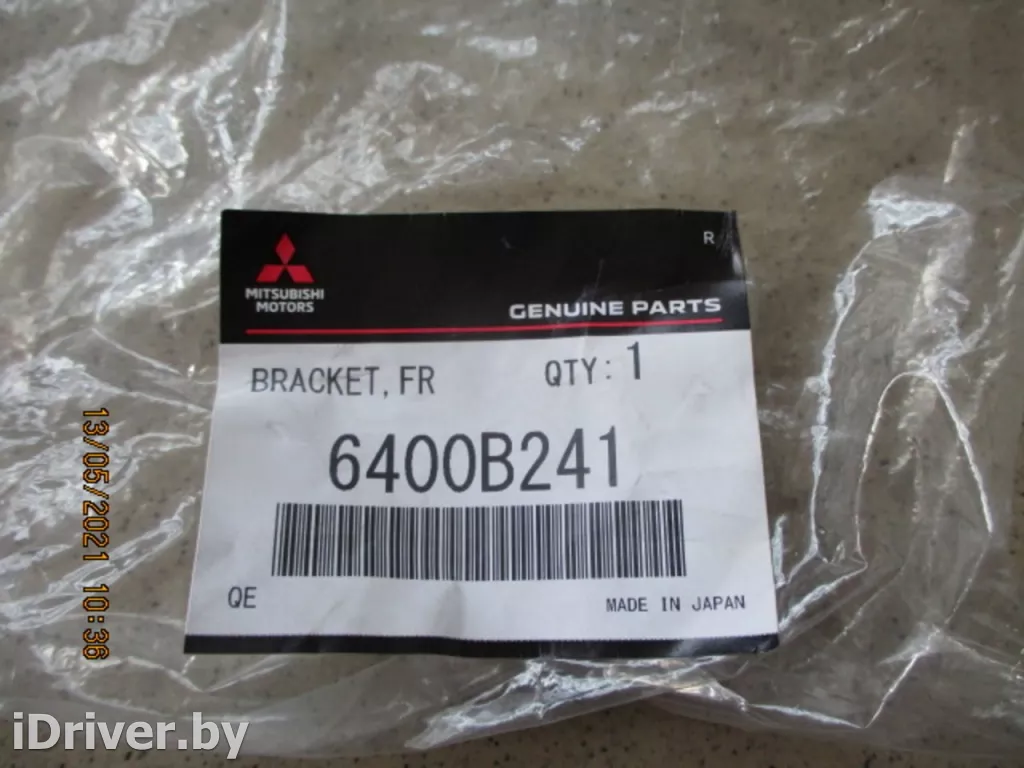 R
MITSUBISHI
MOTORS
GENUINE PARTS
BRACKET, FR QTY: 1
6400B241
QE MADE IN JAPAN
13/05/2021 10:36
iDriver.by